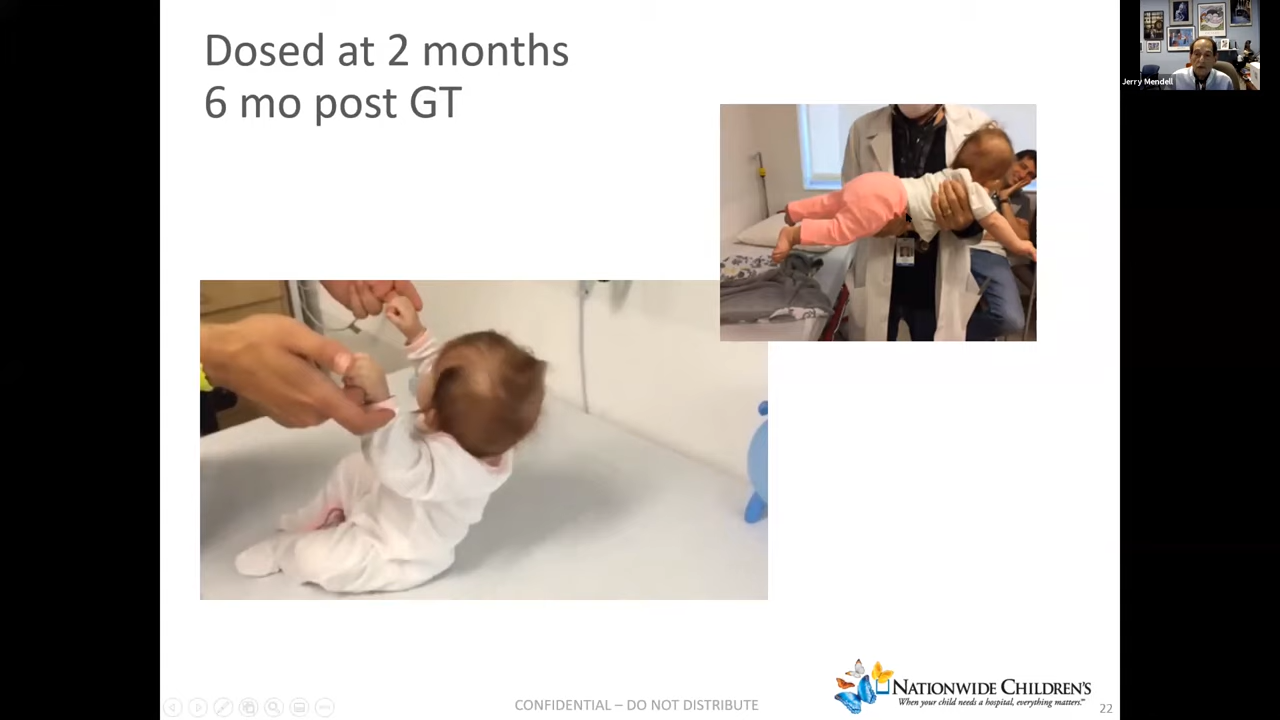 Dosed at 2 months
6 mo post GT
Jerry Mendell
CONFIDENTIAL – DO NOT DISTRIBUTE
NATIONWIDE CHILDREN'S
When your child needs a hospital, everything matters.™
22